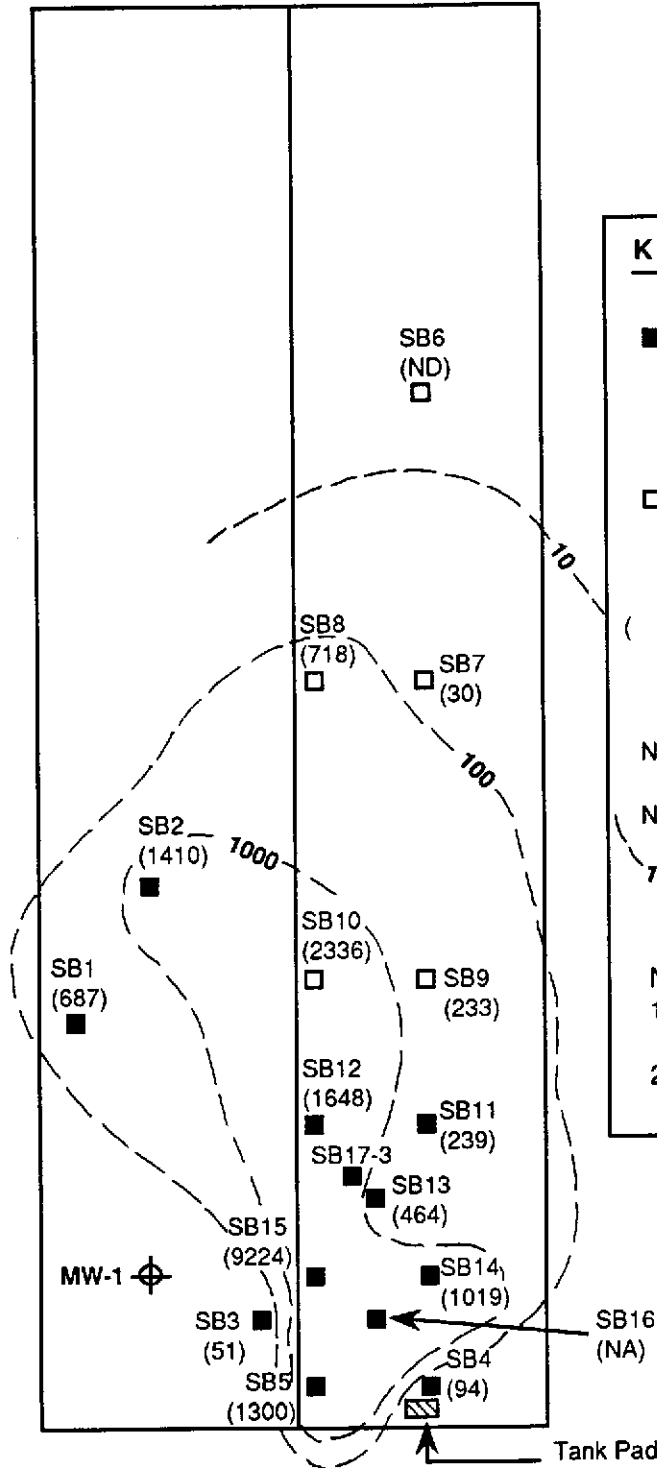 K
SB6
(ND)
10
(
SB8
(718)
SB7
(30)
100
N
N
SB2
(1410)
1000
SB10
(2336)
SB1
(687)
SB9
(233)
N
1
2
SB12
(1648)
SB11
(239)
SB17-3
SB13
(464)
SB15
(9224)
MW-1
SB14
(1019)
SB3
(51)
SB16
(NA)
SB5
(1300)
SB4
(94)
Tank Pad